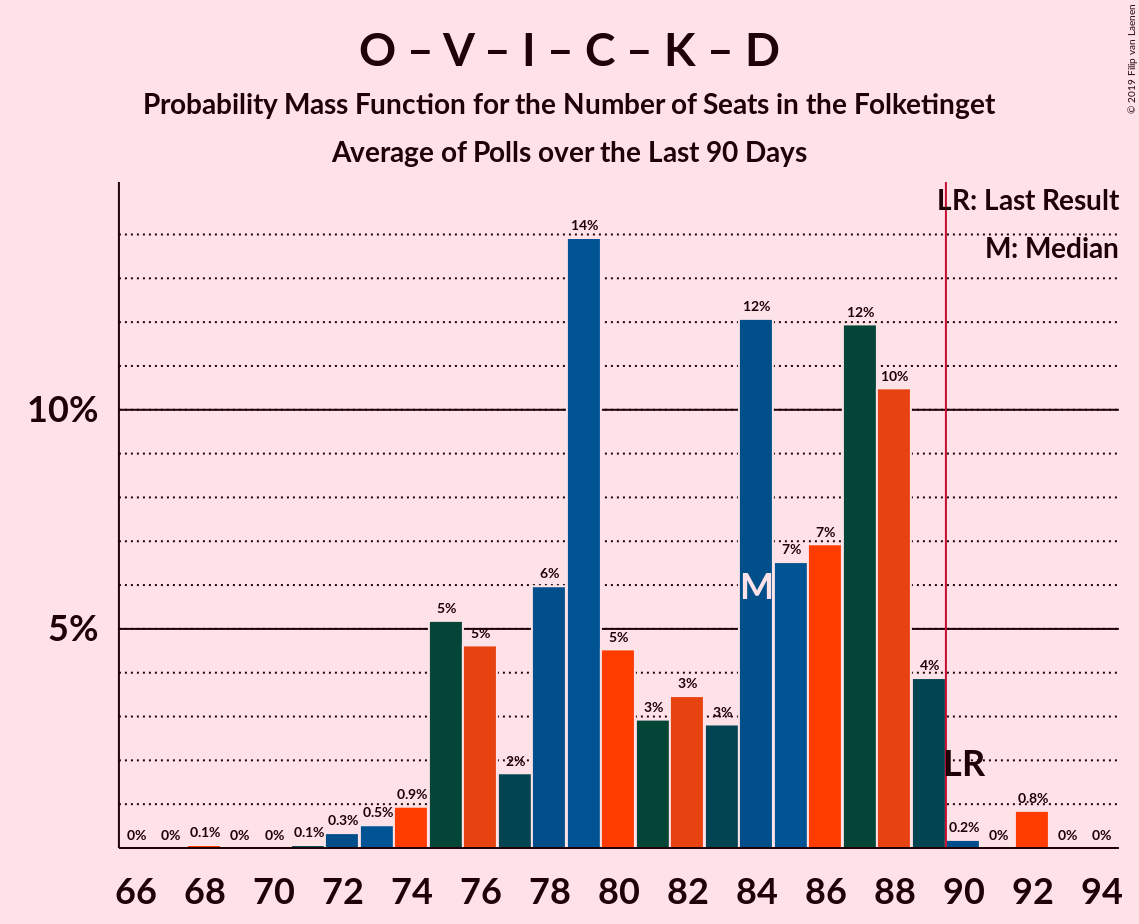 O – V – I – C – K – D
Probability Mass Function for the Number of Seats in the Folketinget
Average of Polls over the Last 90 Days
© 2019 Filip van Laenen
LR: Last Result
M: Median
14%
12%
12%
10%
10%
7%
7%
6%
M
5%
5%
5%
5%
4%
3%
3%
3%
2%
LR
0.9%
0.8%
0.5%
0.3%
0.2%
0% 0% 0.1% 0% 0% 0.1% 0% 0% 0%
66 68 70 72 74 76 78 80 82 84 86 88 90 92 94